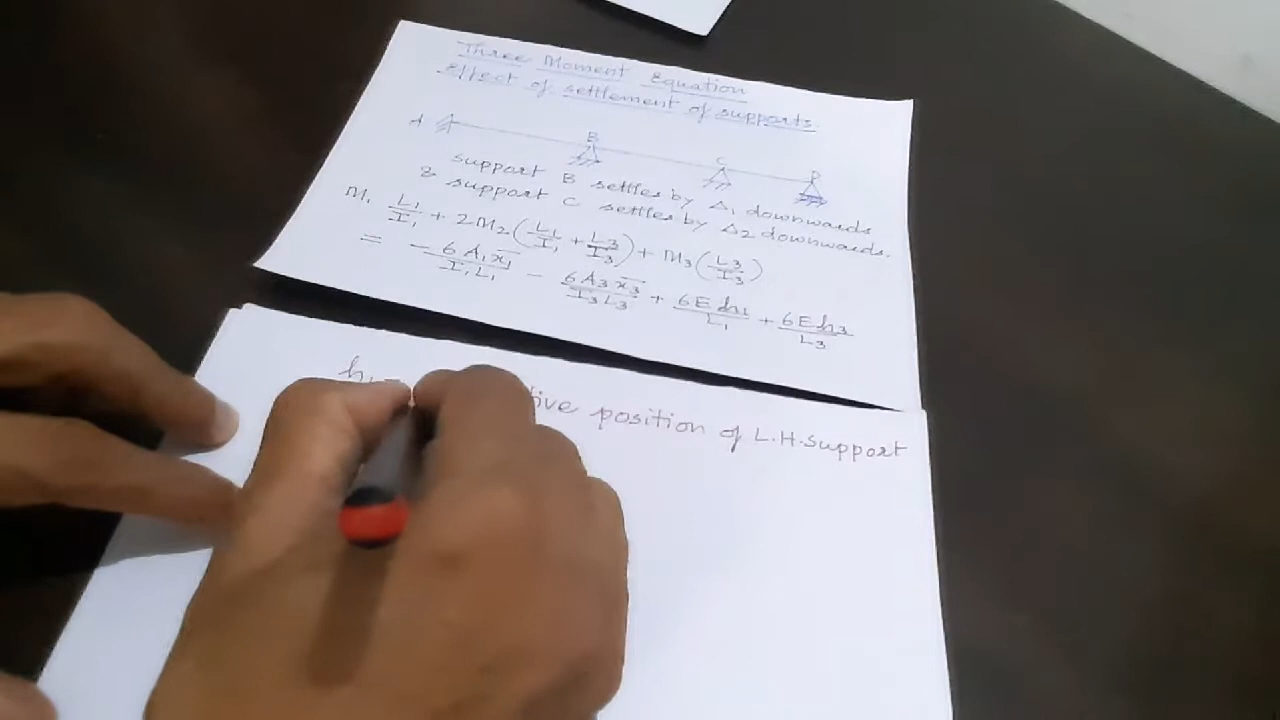 Three Moment Equation
Effect of settlement of supports.
A B C D
support B settles by Δ1 downwards
& support C settles by Δ2 downwards.
M1 L1/I1 + 2M2 (L1/I1 + L3/I3) + M3 (L3/I3)
= -6A1x̄1/I1L1 - 6A3x̄3/I3L3 + 6Eh1/L1 + 6Eh3/L3
position of L.H.Support